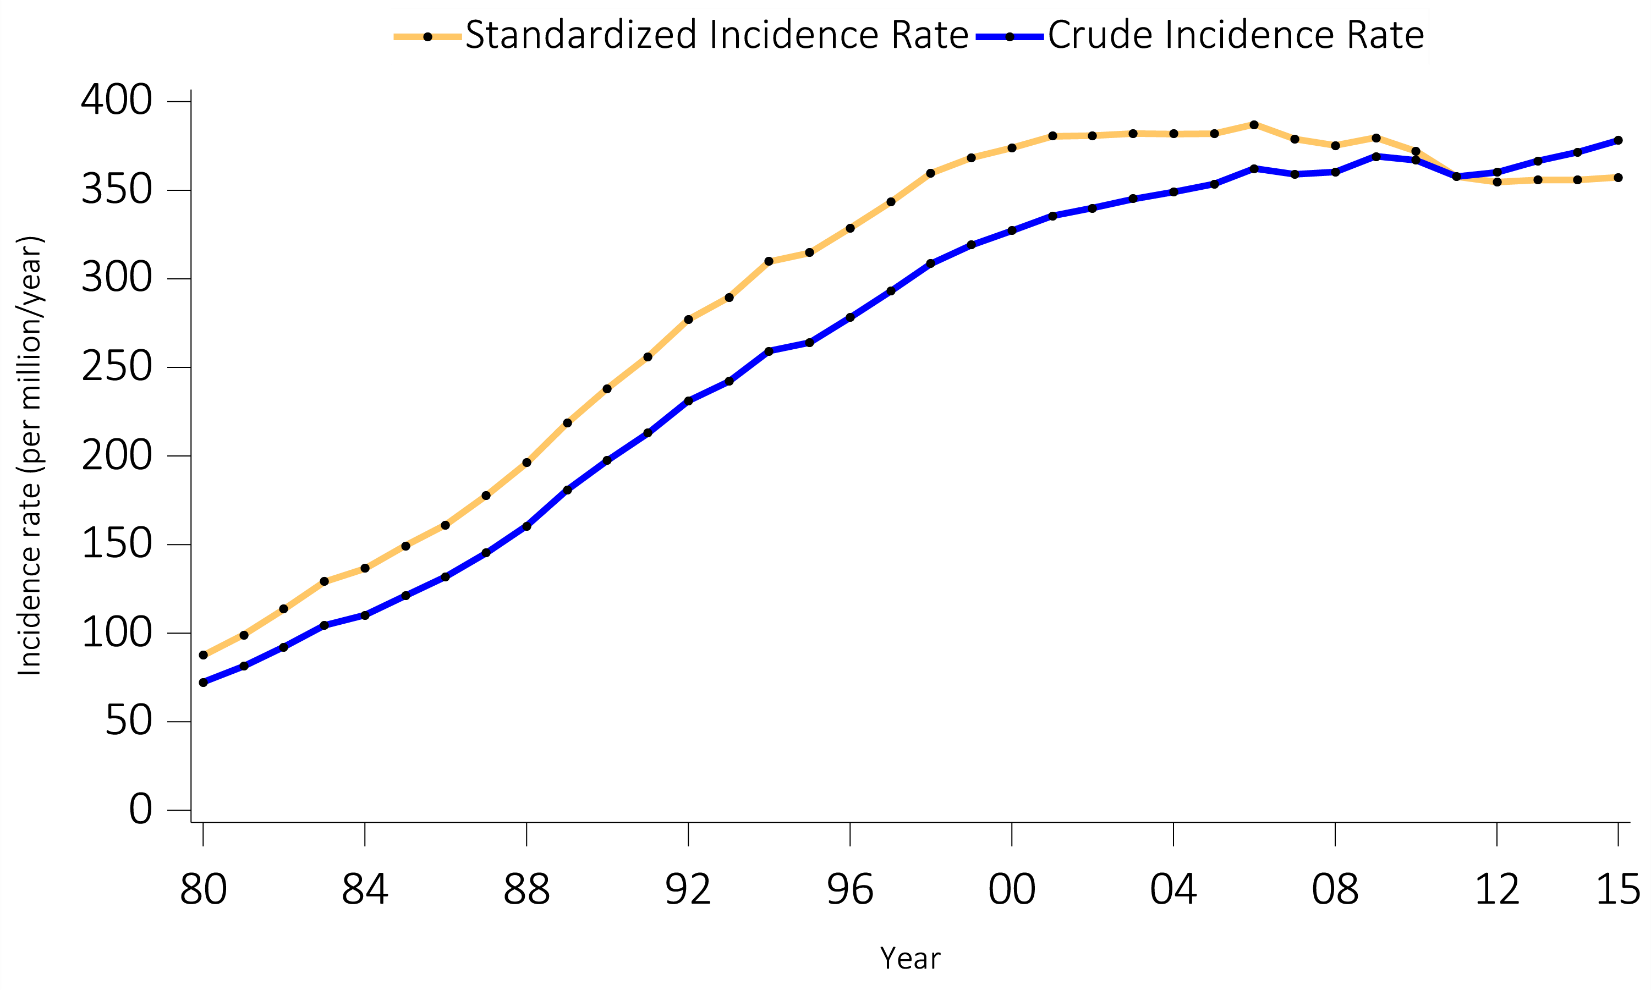 Standardized Incidence Rate Crude Incidence Rate
400
350
300
250
200
150
100
50
0
Incidence rate (per million/year)
80 84 88 92 96 00 04 08 12 15
Year